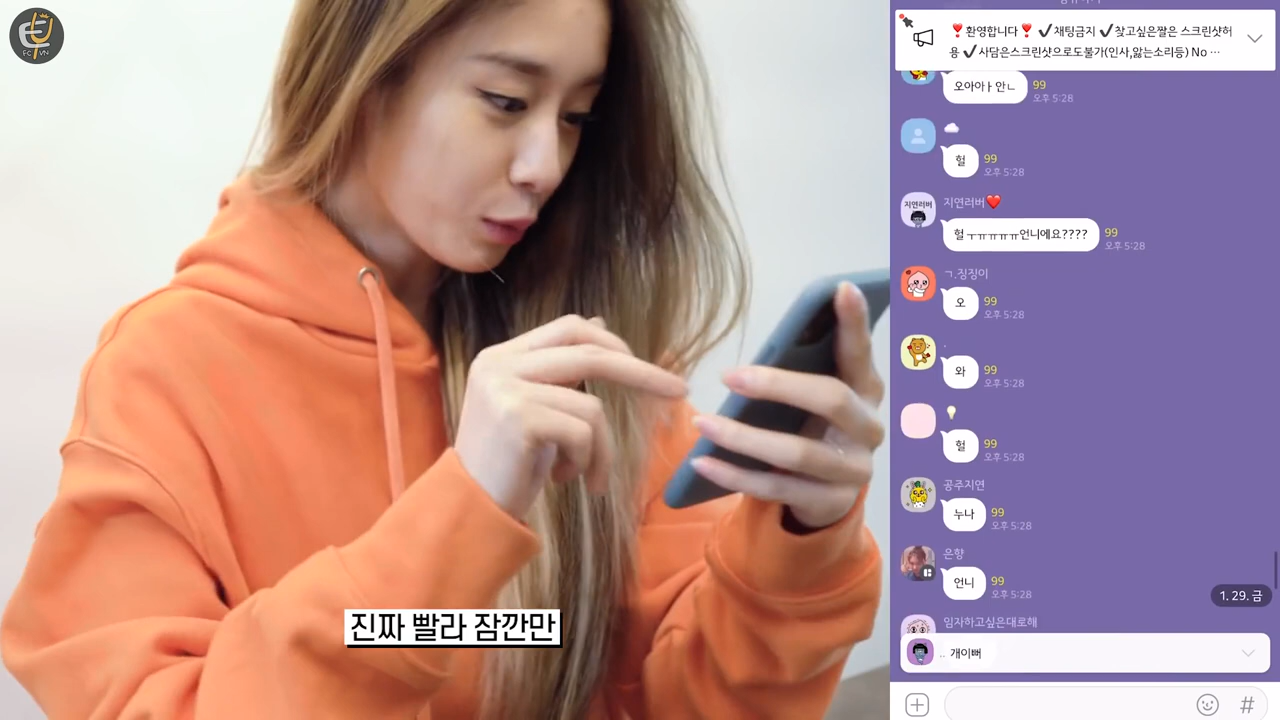 EC VN
진짜 빨라 잠깐만
❣️환영합니다❣️ ✔채팅금지 ✔찾고싶은짤은 스크린샷허
용 ✔사담은스크린샷으로도불가(인사,앓는소리등) No ···
오아아ㅏ 안ㄴ
99
오후 5:28
☁️
헐
99
오후 5:28
지연러버
지연러버❤️
헐 ㅜㅠㅠㅠㅠ언니에요????
99
오후 5:28
ㄱ.징징이
오
99
오후 5:28
.
와
99
오후 5:28
💡
헐
99
오후 5:28
공주지연
누나
99
오후 5:28
은향
언니
99
오후 5:28
1. 29. 금
임자하고싶은대로해
.. 개이뻐
#